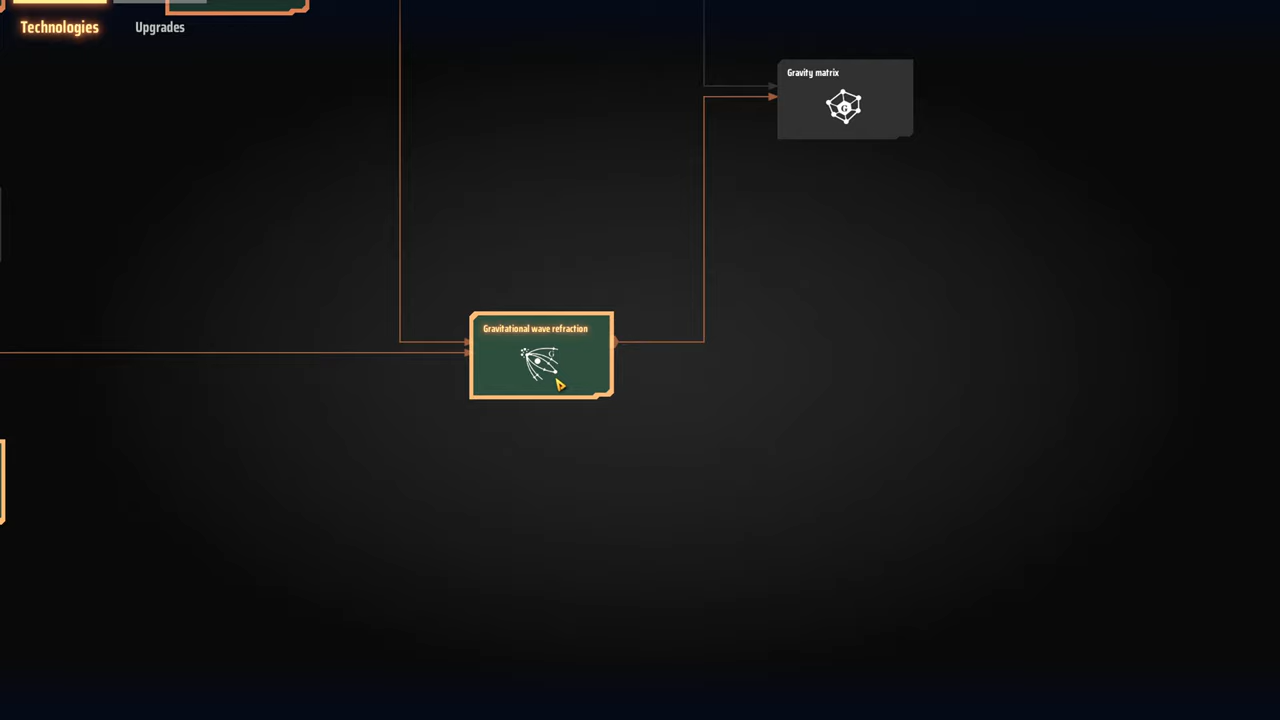 Technologies
Upgrades
Gravity matrix
G
Gravitational wave refraction
G